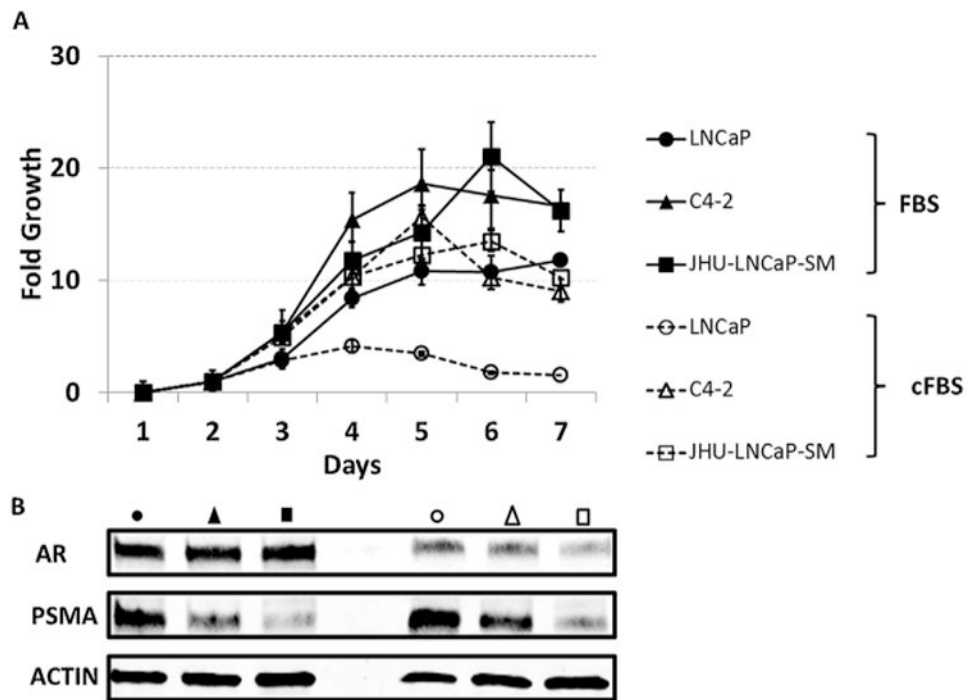 A
30
20
10
0
Fold Growth
1 2 3 4 5 6 7
Days
LNCaP
C4-2
JHU-LNCaP-SM
FBS
LNCaP
C4-2
JHU-LNCaP-SM
cFBS
B
AR
PSMA
ACTIN